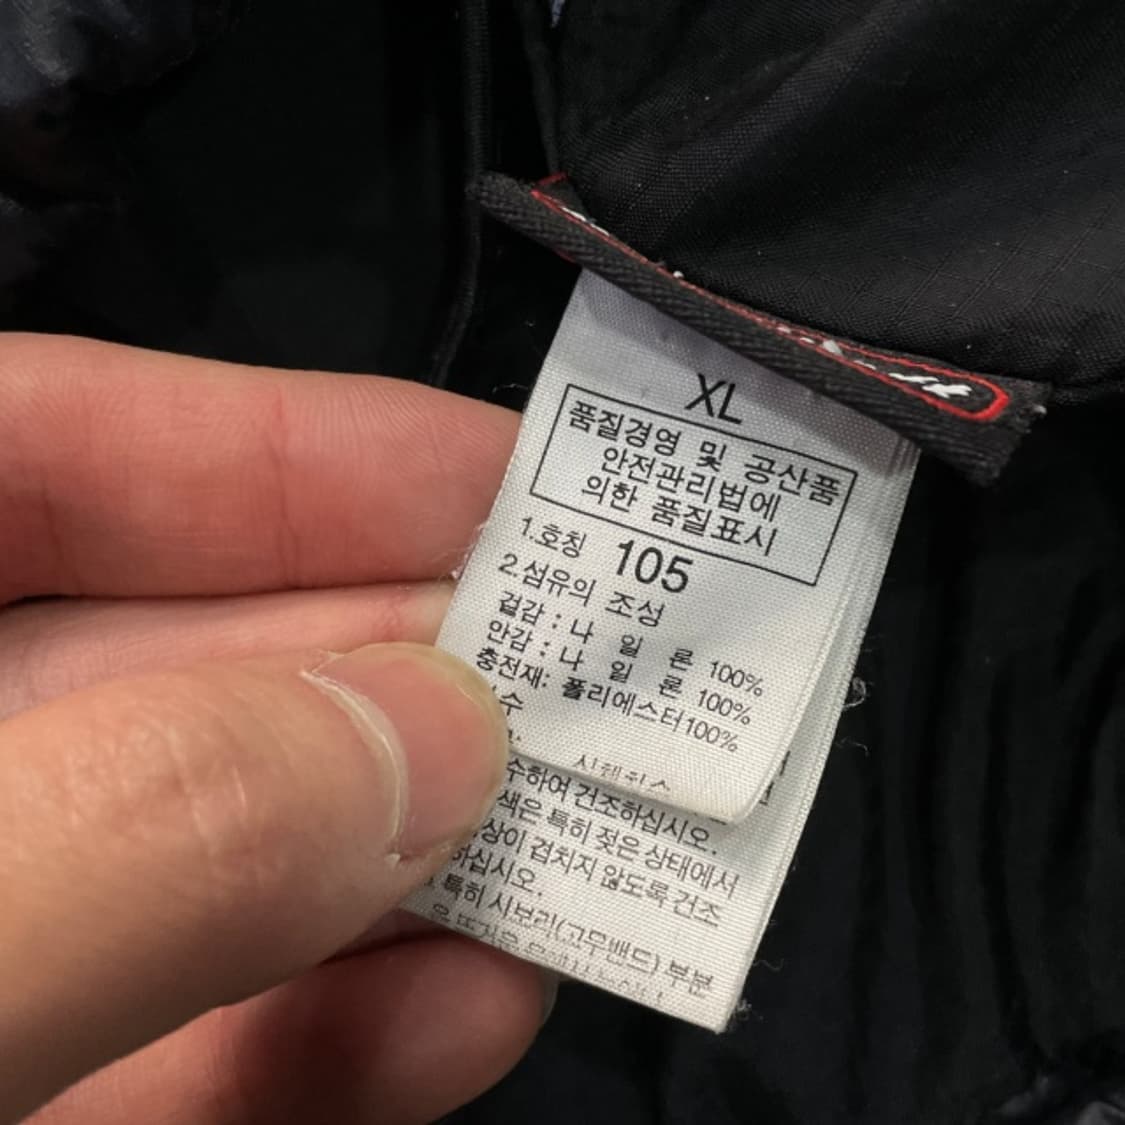 XL
품질경영 및 공산품
안전관리법에
의한 품질표시
1.호칭 105
2.섬유의 조성
겉감 : 나 일 론 100%
안감 : 나 일 론 100%
충전재: 폴리에스터100%
수
수하여 건조하십시오.
색은 특히 젖은 상태에서
상이 겹치지 않도록 건조
하십시오.
특히 시보리(고무밴드) 부분